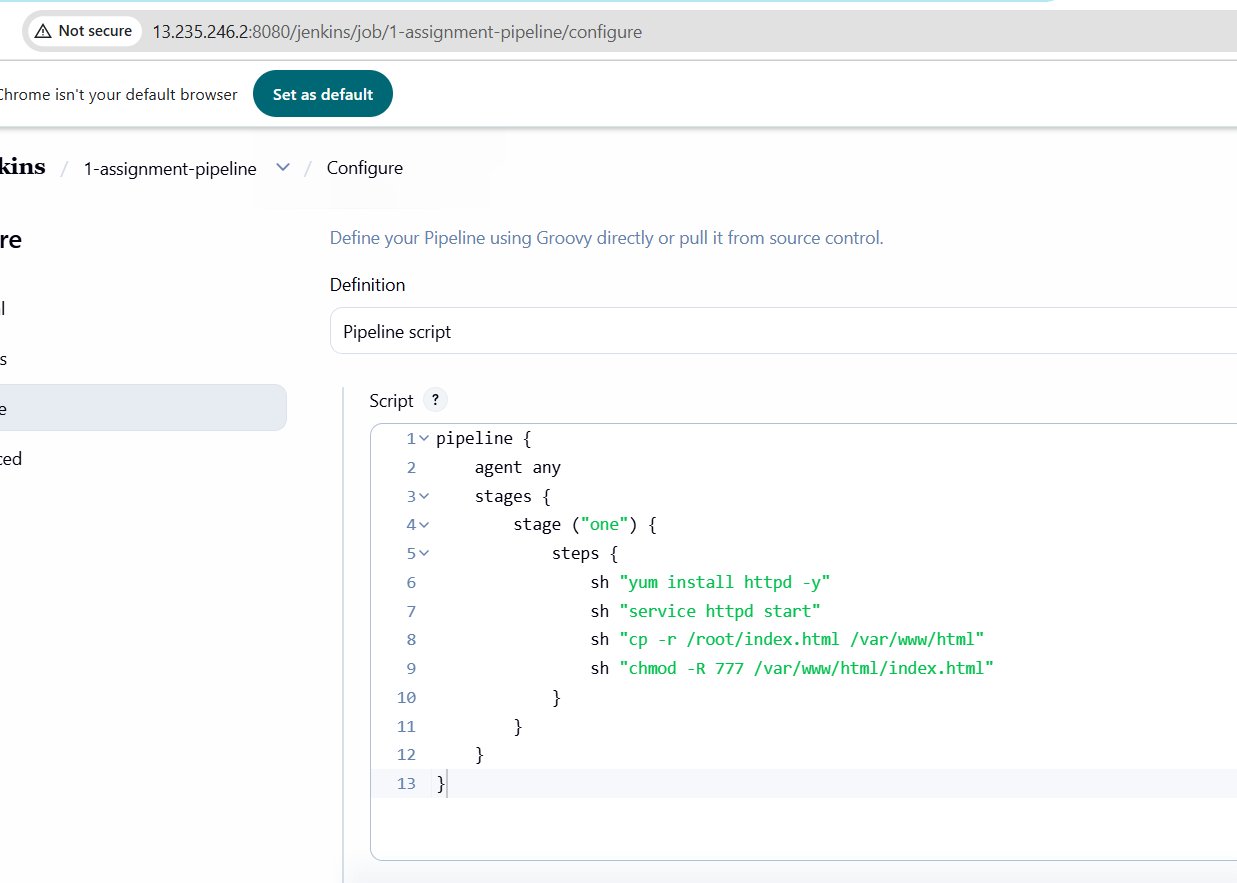 Not secure 13.235.246.2:8080/jenkins/job/1-assignment-pipeline/configure
Chrome isn't your default browser Set as default
kins / 1-assignment-pipeline / Configure
re
Define your Pipeline using Groovy directly or pull it from source control.
Definition
l
Pipeline script
s
Script ?
e
1 pipeline {
2     agent any
ced
3     stages {
4         stage ("one") {
5             steps {
6                 sh "yum install httpd -y"
7                 sh "service httpd start"
8                 sh "cp -r /root/index.html /var/www/html"
9                 sh "chmod -R 777 /var/www/html/index.html"
10             }
11         }
12     }
13 }